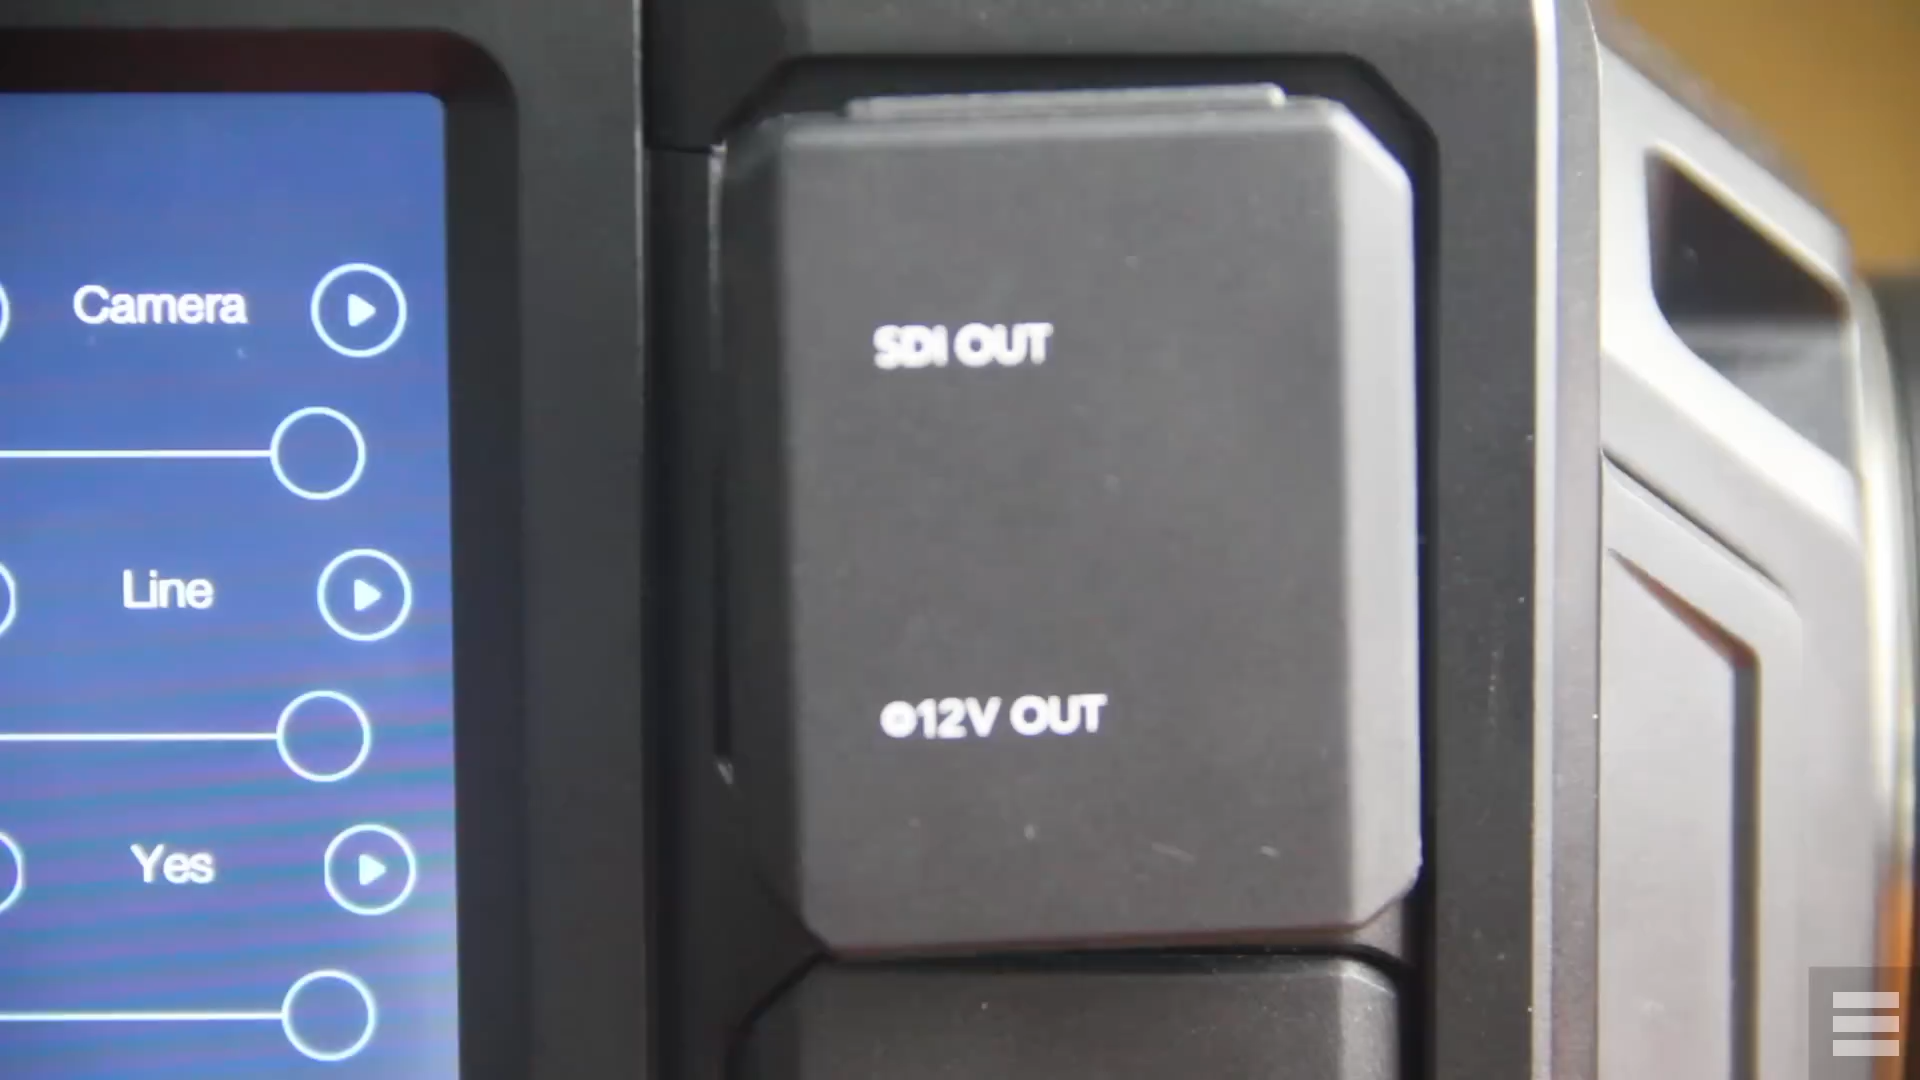 Camera
SDI OUT
Line
12V OUT
Yes